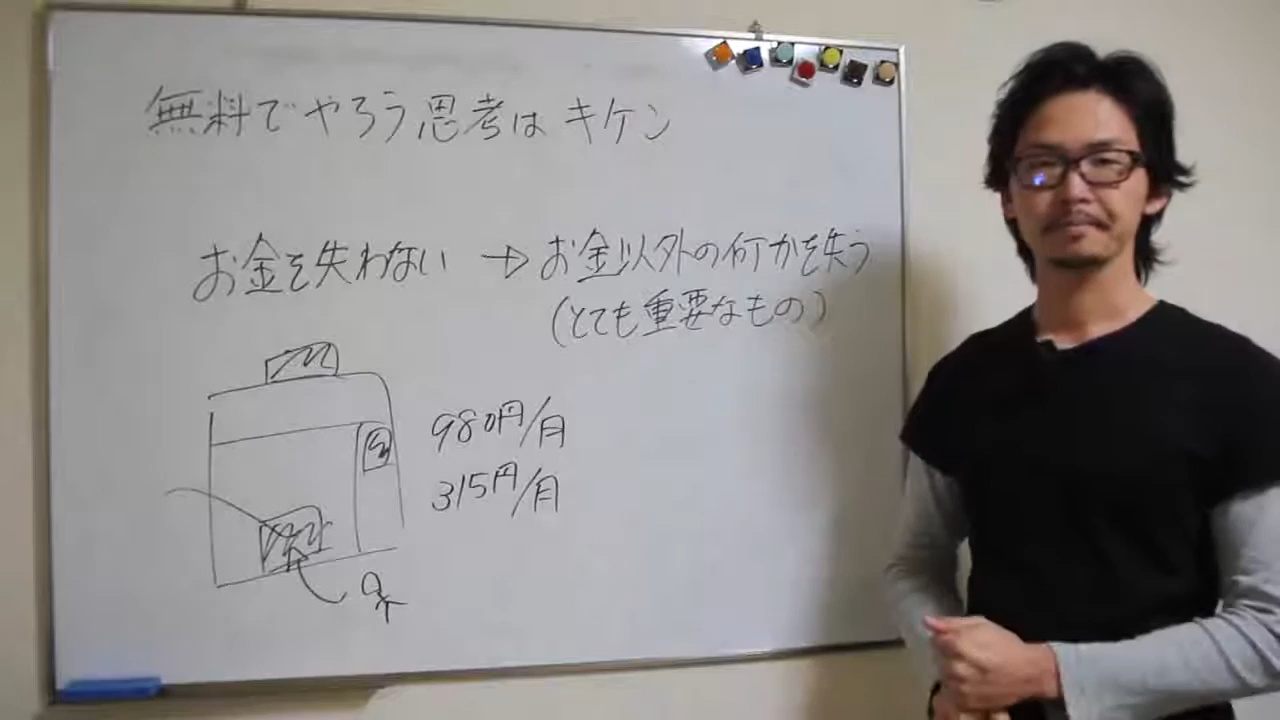 無料でやろう思考は キケン
お金を失わない → お金以外の何かを失う
(とても重要なもの)
980円/月
315円/月